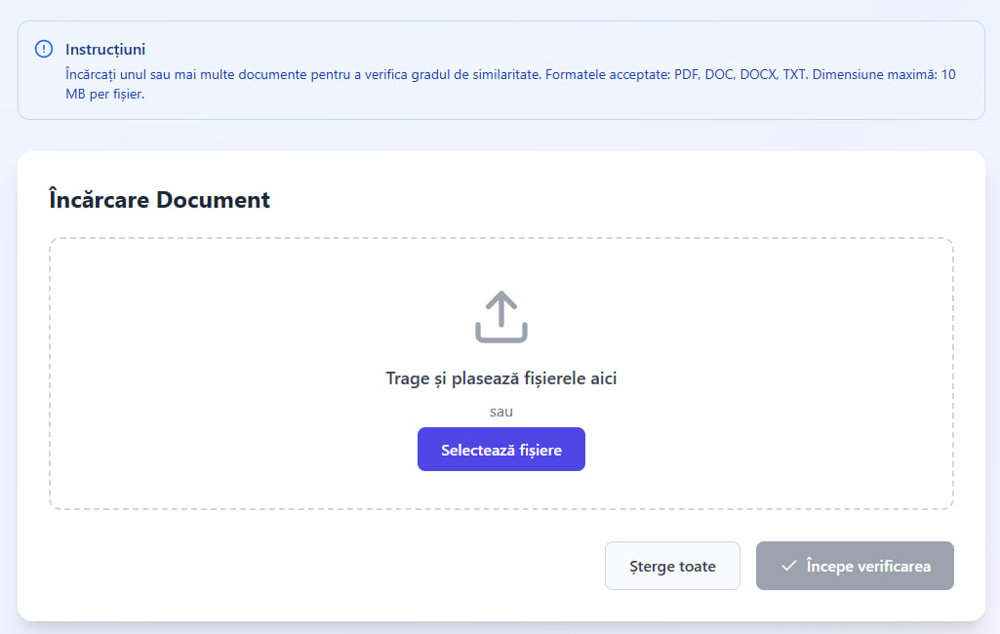 Instrucțiuni
Încărcați unul sau mai multe documente pentru a verifica gradul de similaritate. Formatele acceptate: PDF, DOC, DOCX, TXT. Dimensiune maximă: 10
MB per fișier.
Încărcare Document
Trage și plasează fișierele aici
sau
Selectează fișiere
Șterge toate
Începe verificarea